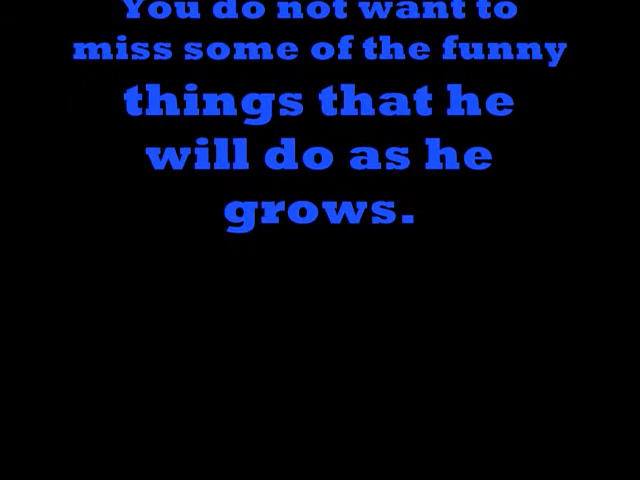 You do not want to
miss some of the funny
things that he
will do as he
grows.